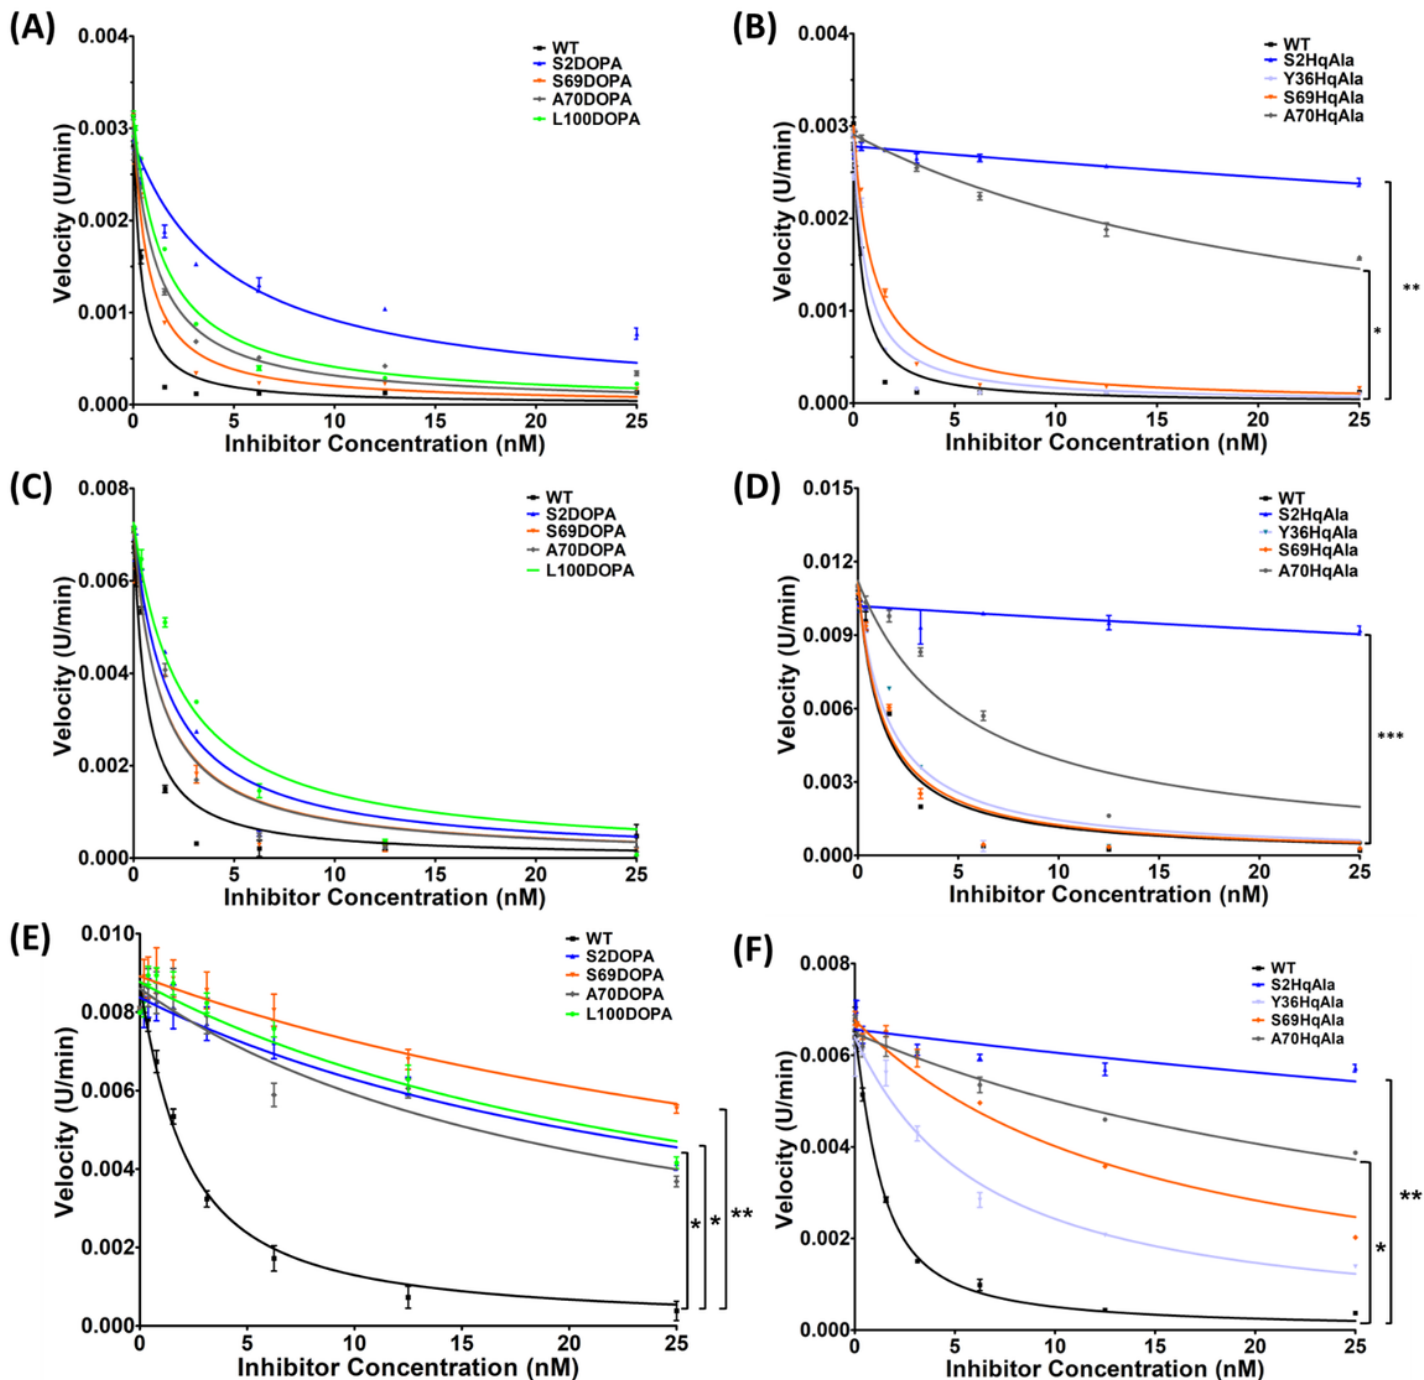 (A)
0.004
0.003
0.002
0.001
0.000
Velocity (U/min)
0 5 10 15 20 25
Inhibitor Concentration (nM)
WT
S2DOPA
S69DOPA
A70DOPA
L100DOPA
(B)
0.004
0.003
0.002
0.001
0.000
Velocity (U/min)
0 5 10 15 20 25
Inhibitor Concentration (nM)
WT
S2HqAla
Y36HqAla
S69HqAla
A70HqAla
*
**
(C)
0.008
0.006
0.004
0.002
0.000
Velocity (U/min)
0 5 10 15 20 25
Inhibitor Concentration (nM)
WT
S2DOPA
S69DOPA
A70DOPA
L100DOPA
(D)
0.015
0.012
0.009
0.006
0.003
0.000
Velocity (U/min)
0 5 10 15 20 25
Inhibitor Concentration (nM)
WT
S2HqAla
Y36HqAla
S69HqAla
A70HqAla
***
(E)
0.010
0.008
0.006
0.004
0.002
0.000
Velocity (U/min)
0 5 10 15 20 25
Inhibitor Concentration (nM)
WT
S2DOPA
S69DOPA
A70DOPA
L100DOPA
* * **
(F)
0.008
0.006
0.004
0.002
0.000
Velocity (U/min)
0 5 10 15 20 25
Inhibitor Concentration (nM)
WT
S2HqAla
Y36HqAla
S69HqAla
A70HqAla
*
**